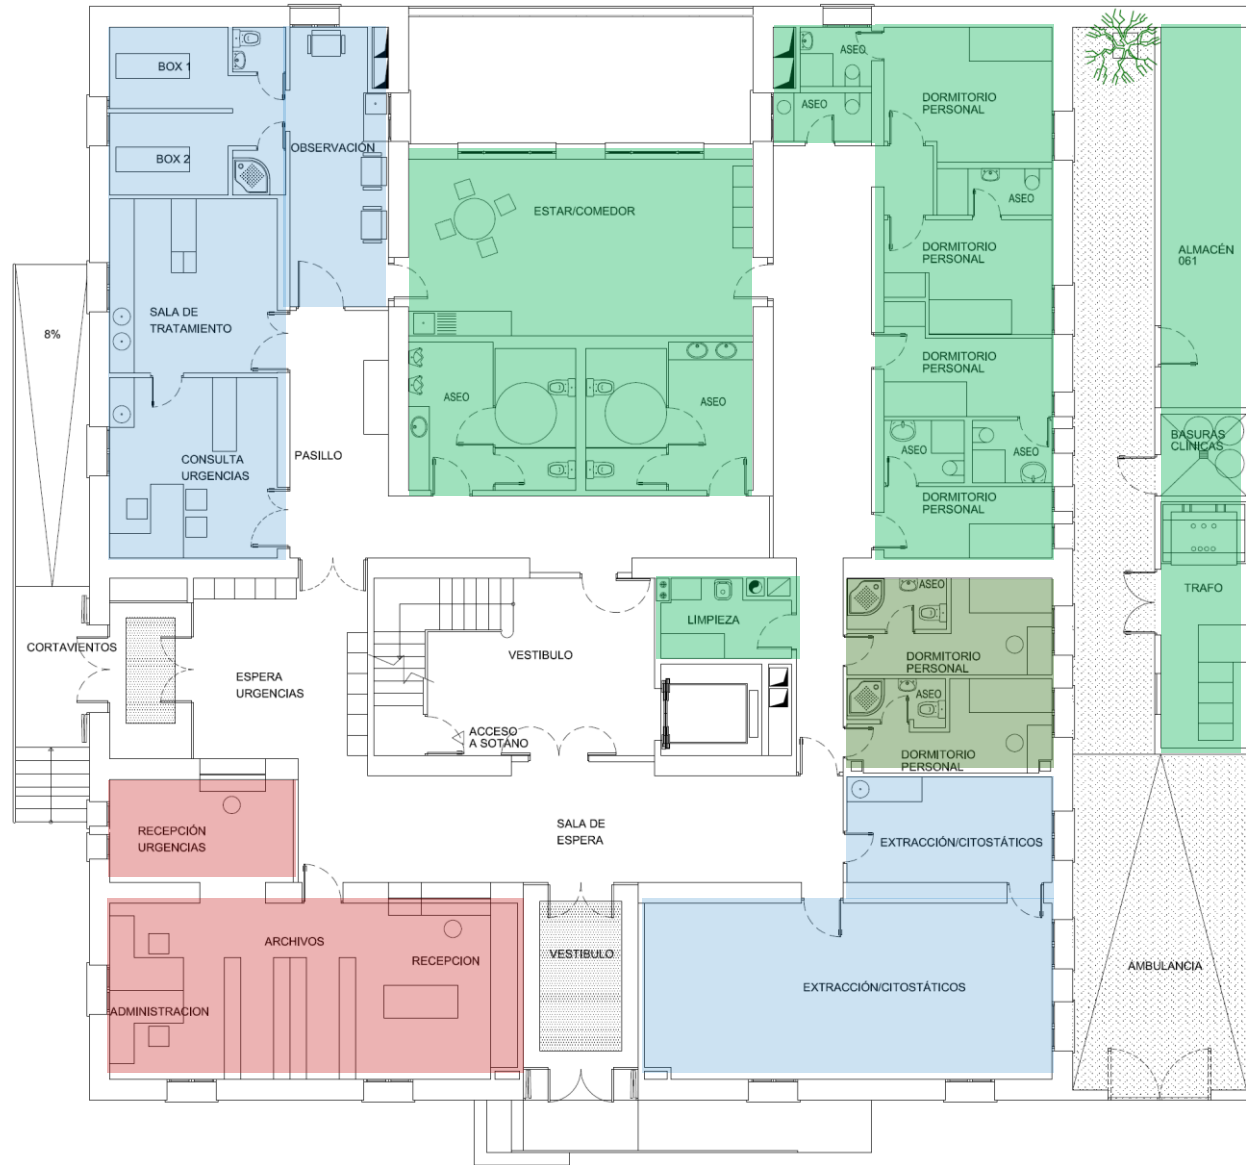 BOX 1
BOX 2
OBSERVACIÓN
ASEO
ASEO
DORMITORIO
PERSONAL
ASEO
ESTAR/COMEDOR
DORMITORIO
PERSONAL
ALMACÉN
061
8%
SALA DE
TRATAMIENTO
DORMITORIO
PERSONAL
ASEO
ASEO
CONSULTA
URGENCIAS
PASILLO
ASEO
ASEO
BASURAS
CLÍNICAS
DORMITORIO
PERSONAL
LIMPIEZA
ASEO
TRAFO
CORTAVIENTOS
ESPERA
URGENCIAS
VESTIBULO
DORMITORIO
PERSONAL
ASEO
ACCESO
A SOTÁNO
DORMITORIO
PERSONAL
RECEPCIÓN
URGENCIAS
SALA DE
ESPERA
EXTRACCIÓN/CITOSTÁTICOS
ARCHIVOS
RECEPCION
VESTIBULO
AMBULANCIA
ADMINISTRACION
EXTRACCIÓN/CITOSTÁTICOS